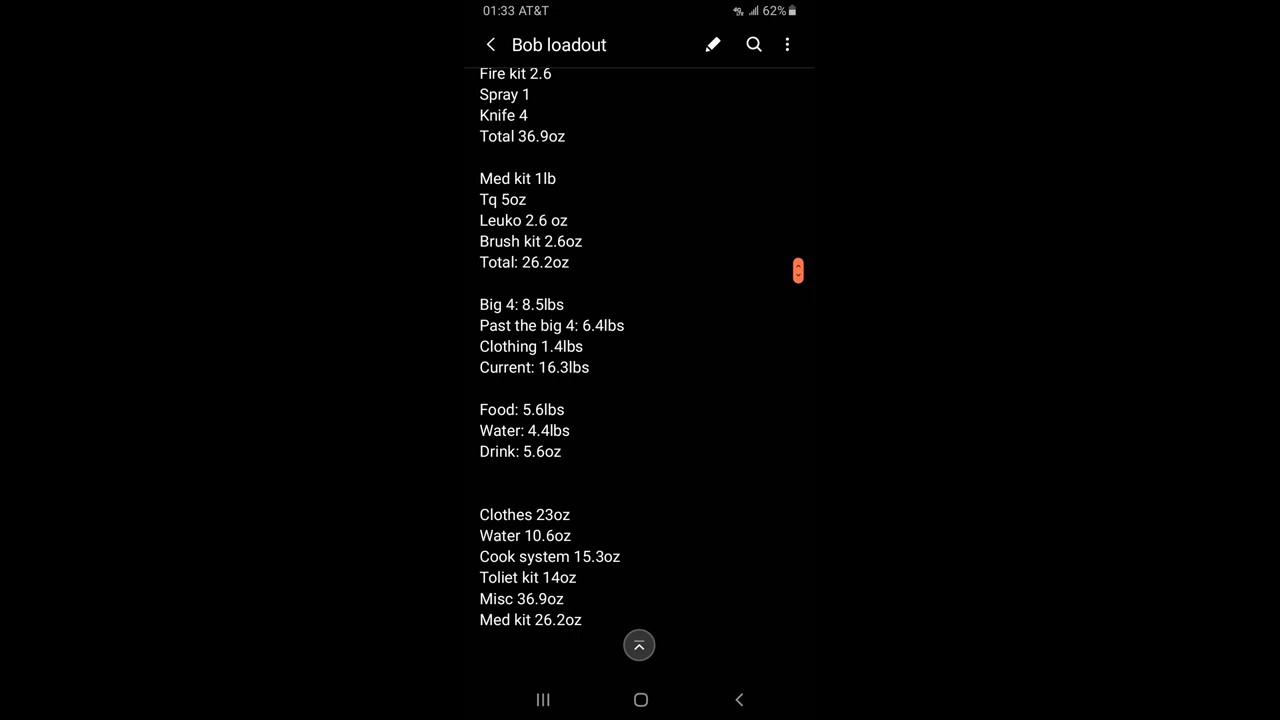 01:33 AT&T 62%
Bob loadout
Fire kit 2.6
Spray 1
Knife 4
Total 36.9oz
Med kit 1lb
Tq 5oz
Leuko 2.6 oz
Brush kit 2.6oz
Total: 26.2oz
Big 4: 8.5lbs
Past the big 4: 6.4lbs
Clothing 1.4lbs
Current: 16.3lbs
Food: 5.6lbs
Water: 4.4lbs
Drink: 5.6oz
Clothes 23oz
Water 10.6oz
Cook system 15.3oz
Toliet kit 14oz
Misc 36.9oz
Med kit 26.2oz